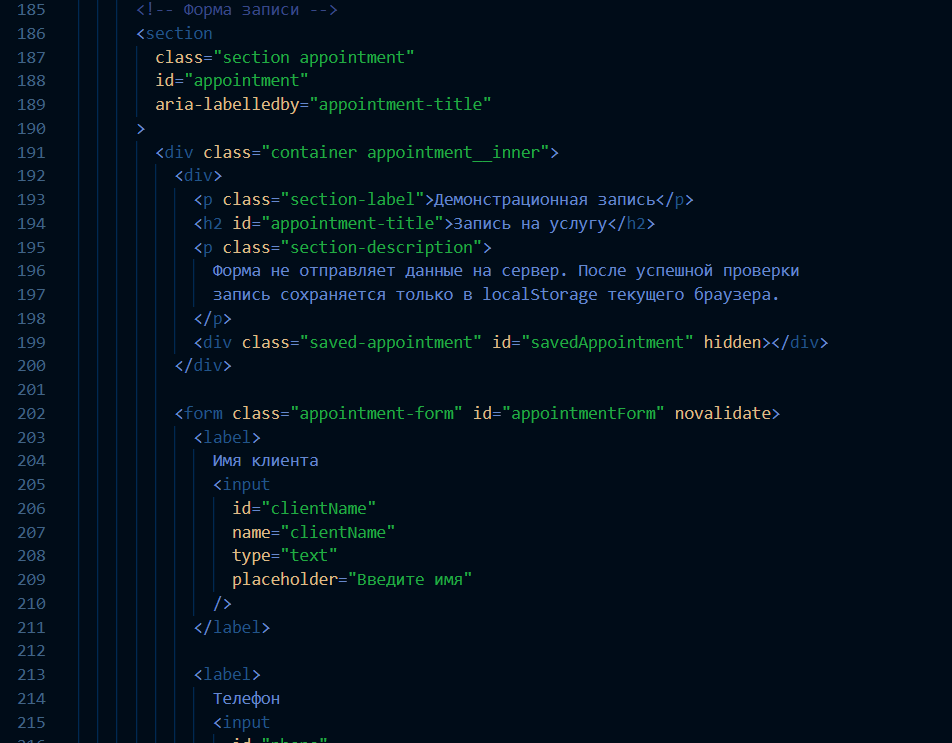 185 <!-- Форма записи -->
186 <section
187 class="section appointment"
188 id="appointment"
189 aria-labelledby="appointment-title"
190 >
191 <div class="container appointment__inner">
192 <div>
193 <p class="section-label">Демонстрационная запись</p>
194 <h2 id="appointment-title">Запись на услугу</h2>
195 <p class="section-description">
196 Форма не отправляет данные на сервер. После успешной проверки
197 запись сохраняется только в localStorage текущего браузера.
198 </p>
199 <div class="saved-appointment" id="savedAppointment" hidden></div>
200 </div>
201
202 <form class="appointment-form" id="appointmentForm" novalidate>
203 <label>
204 Имя клиента
205 <input
206 id="clientName"
207 name="clientName"
208 type="text"
209 placeholder="Введите имя"
210 />
211 </label>
212
213 <label>
214 Телефон
215 <input
216 id="phone"